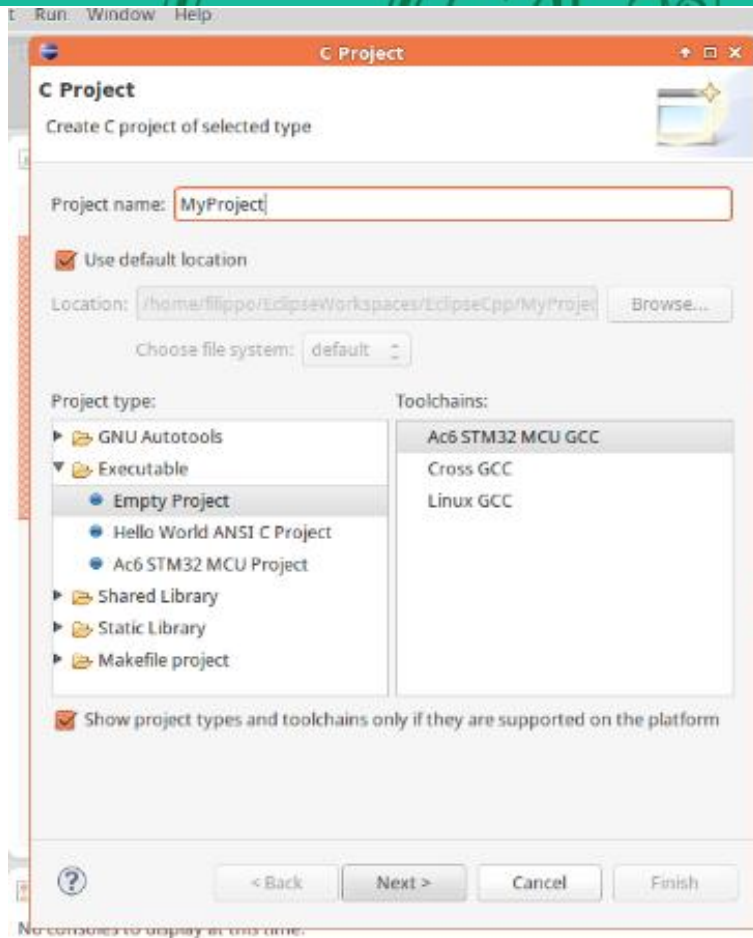 t Run Window Help
C Project
C Project
Create C project of selected type
Project name: MyProject
Use default location
Location: /home/filippo/EclipseWorkspaces/EclipseCpp/MyProjec Browse...
Choose file system: default
Project type: Toolchains:
GNU Autotools Ac6 STM32 MCU GCC
Executable Cross GCC
Empty Project Linux GCC
Hello World ANSI C Project
Ac6 STM32 MCU Project
Shared Library
Static Library
Makefile project
Show project types and toolchains only if they are supported on the platform
? < Back Next > Cancel Finish
No consoles to display at this time.